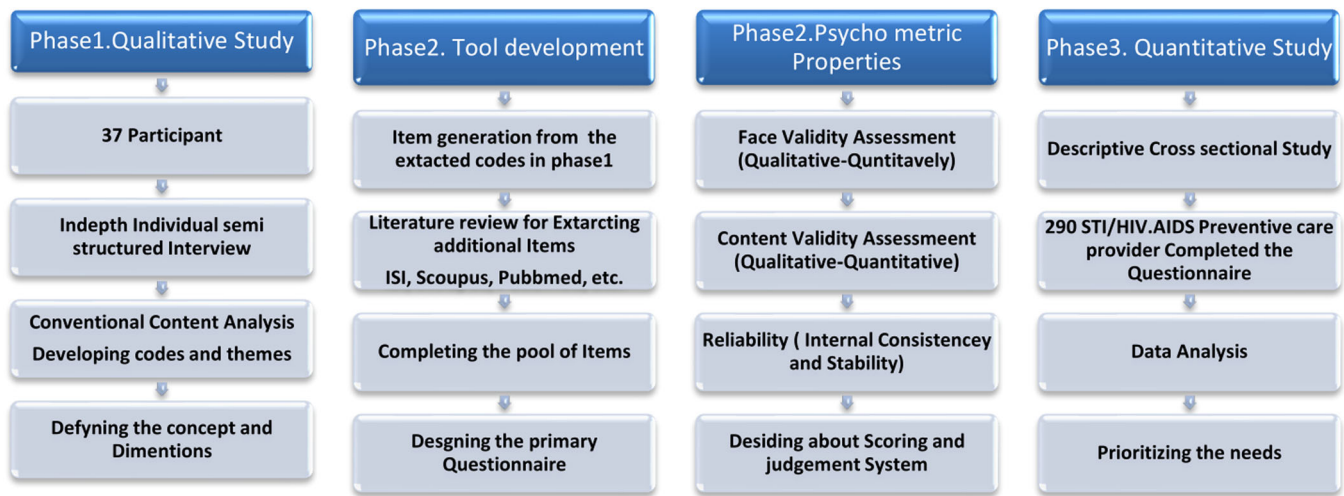 Phase1.Qualitative Study
37 Participant
Indepth Individual semi
structured Interview
Conventional Content Analysis
Developing codes and themes
Defyning the concept and
Dimentions
Phase2. Tool development
Item generation from the
extacted codes in phase1
Literature review for Extarcting
additional Items
ISI, Scoupus, Pubbmed, etc.
Completing the pool of Items
Desgning the primary
Questionnaire
Phase2.Psycho metric
Properties
Face Validity Assessment
(Qualitative-Quntitavely)
Content Validity Assessmeent
(Qualitative-Quantitative)
Reliability ( Internal Consistencey
and Stability)
Desiding about Scoring and
judgement System
Phase3. Quantitative Study
Descriptive Cross sectional Study
290 STI/HIV.AIDS Preventive care
provider Completed the
Questionnaire
Data Analysis
Prioritizing the needs